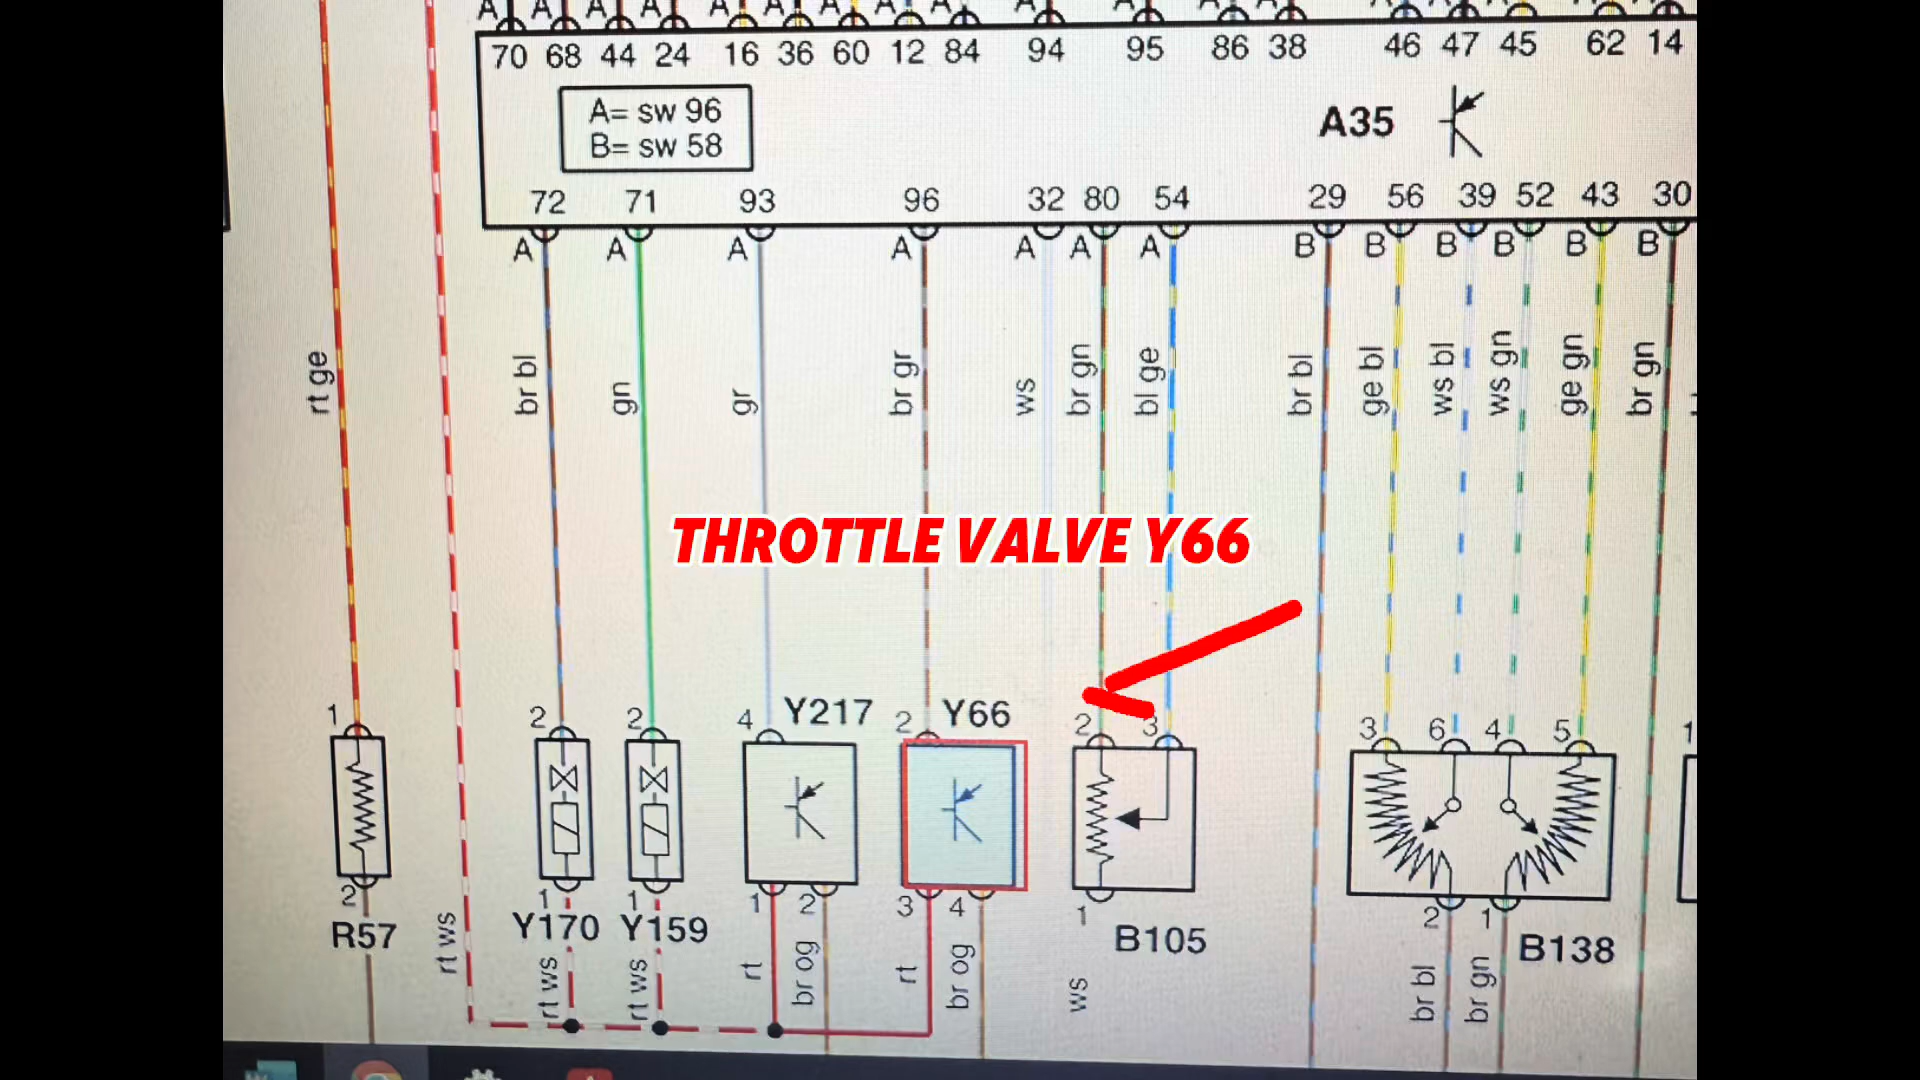 A A A A A A A A A A A A A A A A A A
70 68 44 24 16 36 60 12 84 94 95 86 38 46 47 45 62 14
A= sw 96
B= sw 58
A35
72 71 93 96 32 80 54 29 56 39 52 43 30
A A A A A A A B B B B B B
rt ge
br bl
gn
gr
br gr
ws
br gn
bl ge
br bl
ge bl
ws bl
ws gn
ge gn
br gn
THROTTLE VALVE Y66
1 2 2 4 Y217 2 Y66 2 3 3 6 4 5 1
2 1 1 1 2 3 4 1 2 1
R57 Y170 Y159 B105 B138
rt ws
rt ws
rt ws
rt
br og
rt
br og
ws
br bl
br gn